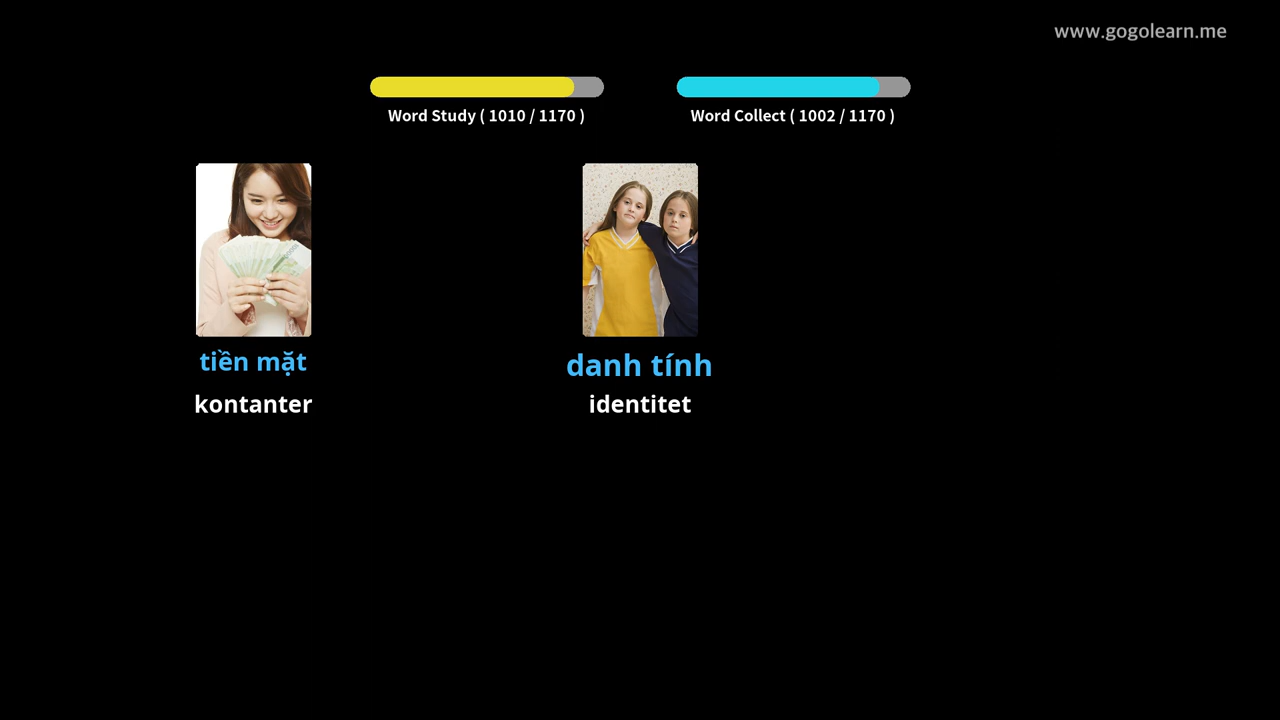 www.gogolearn.me
Word Study ( 1010 / 1170 )
Word Collect ( 1002 / 1170 )
tiền mặt
kontanter
danh tính
identitet